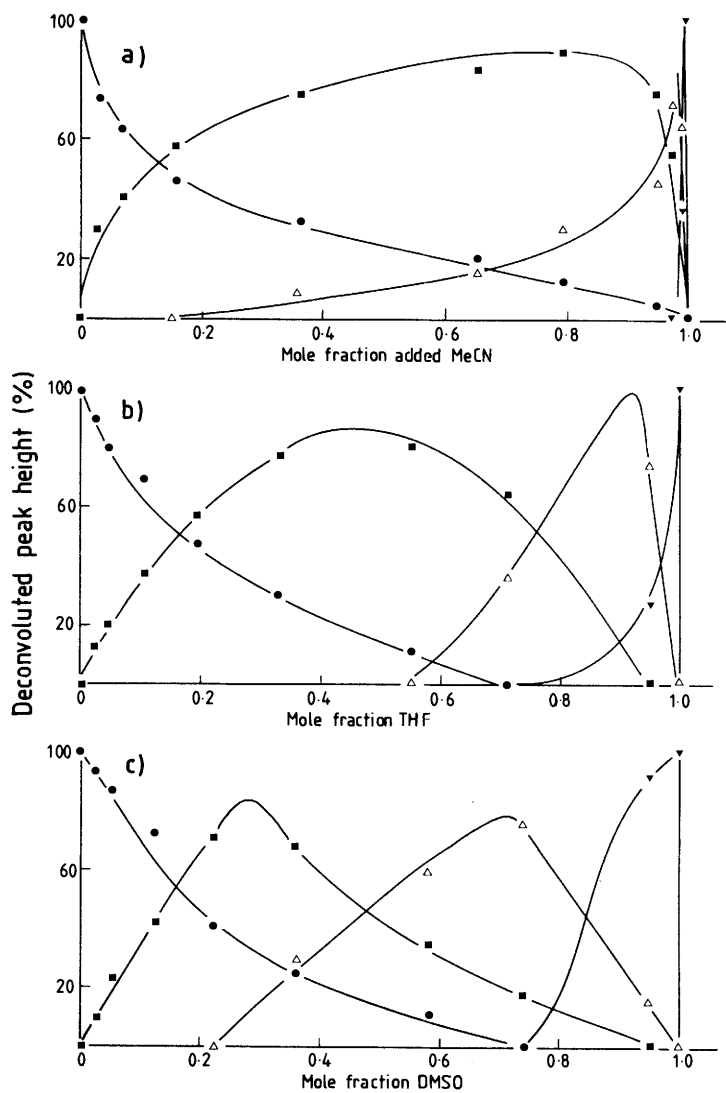 Deconvoluted peak height (%)
a)
100
60
20
0 0·2 0·4 0·6 0·8 1·0
Mole fraction added MeCN
b)
100
60
20
0 0·2 0·4 0·6 0·8 1·0
Mole fraction THF
c)
100
60
20
0 0·2 0·4 0·6 0·8 1·0
Mole fraction DMSO